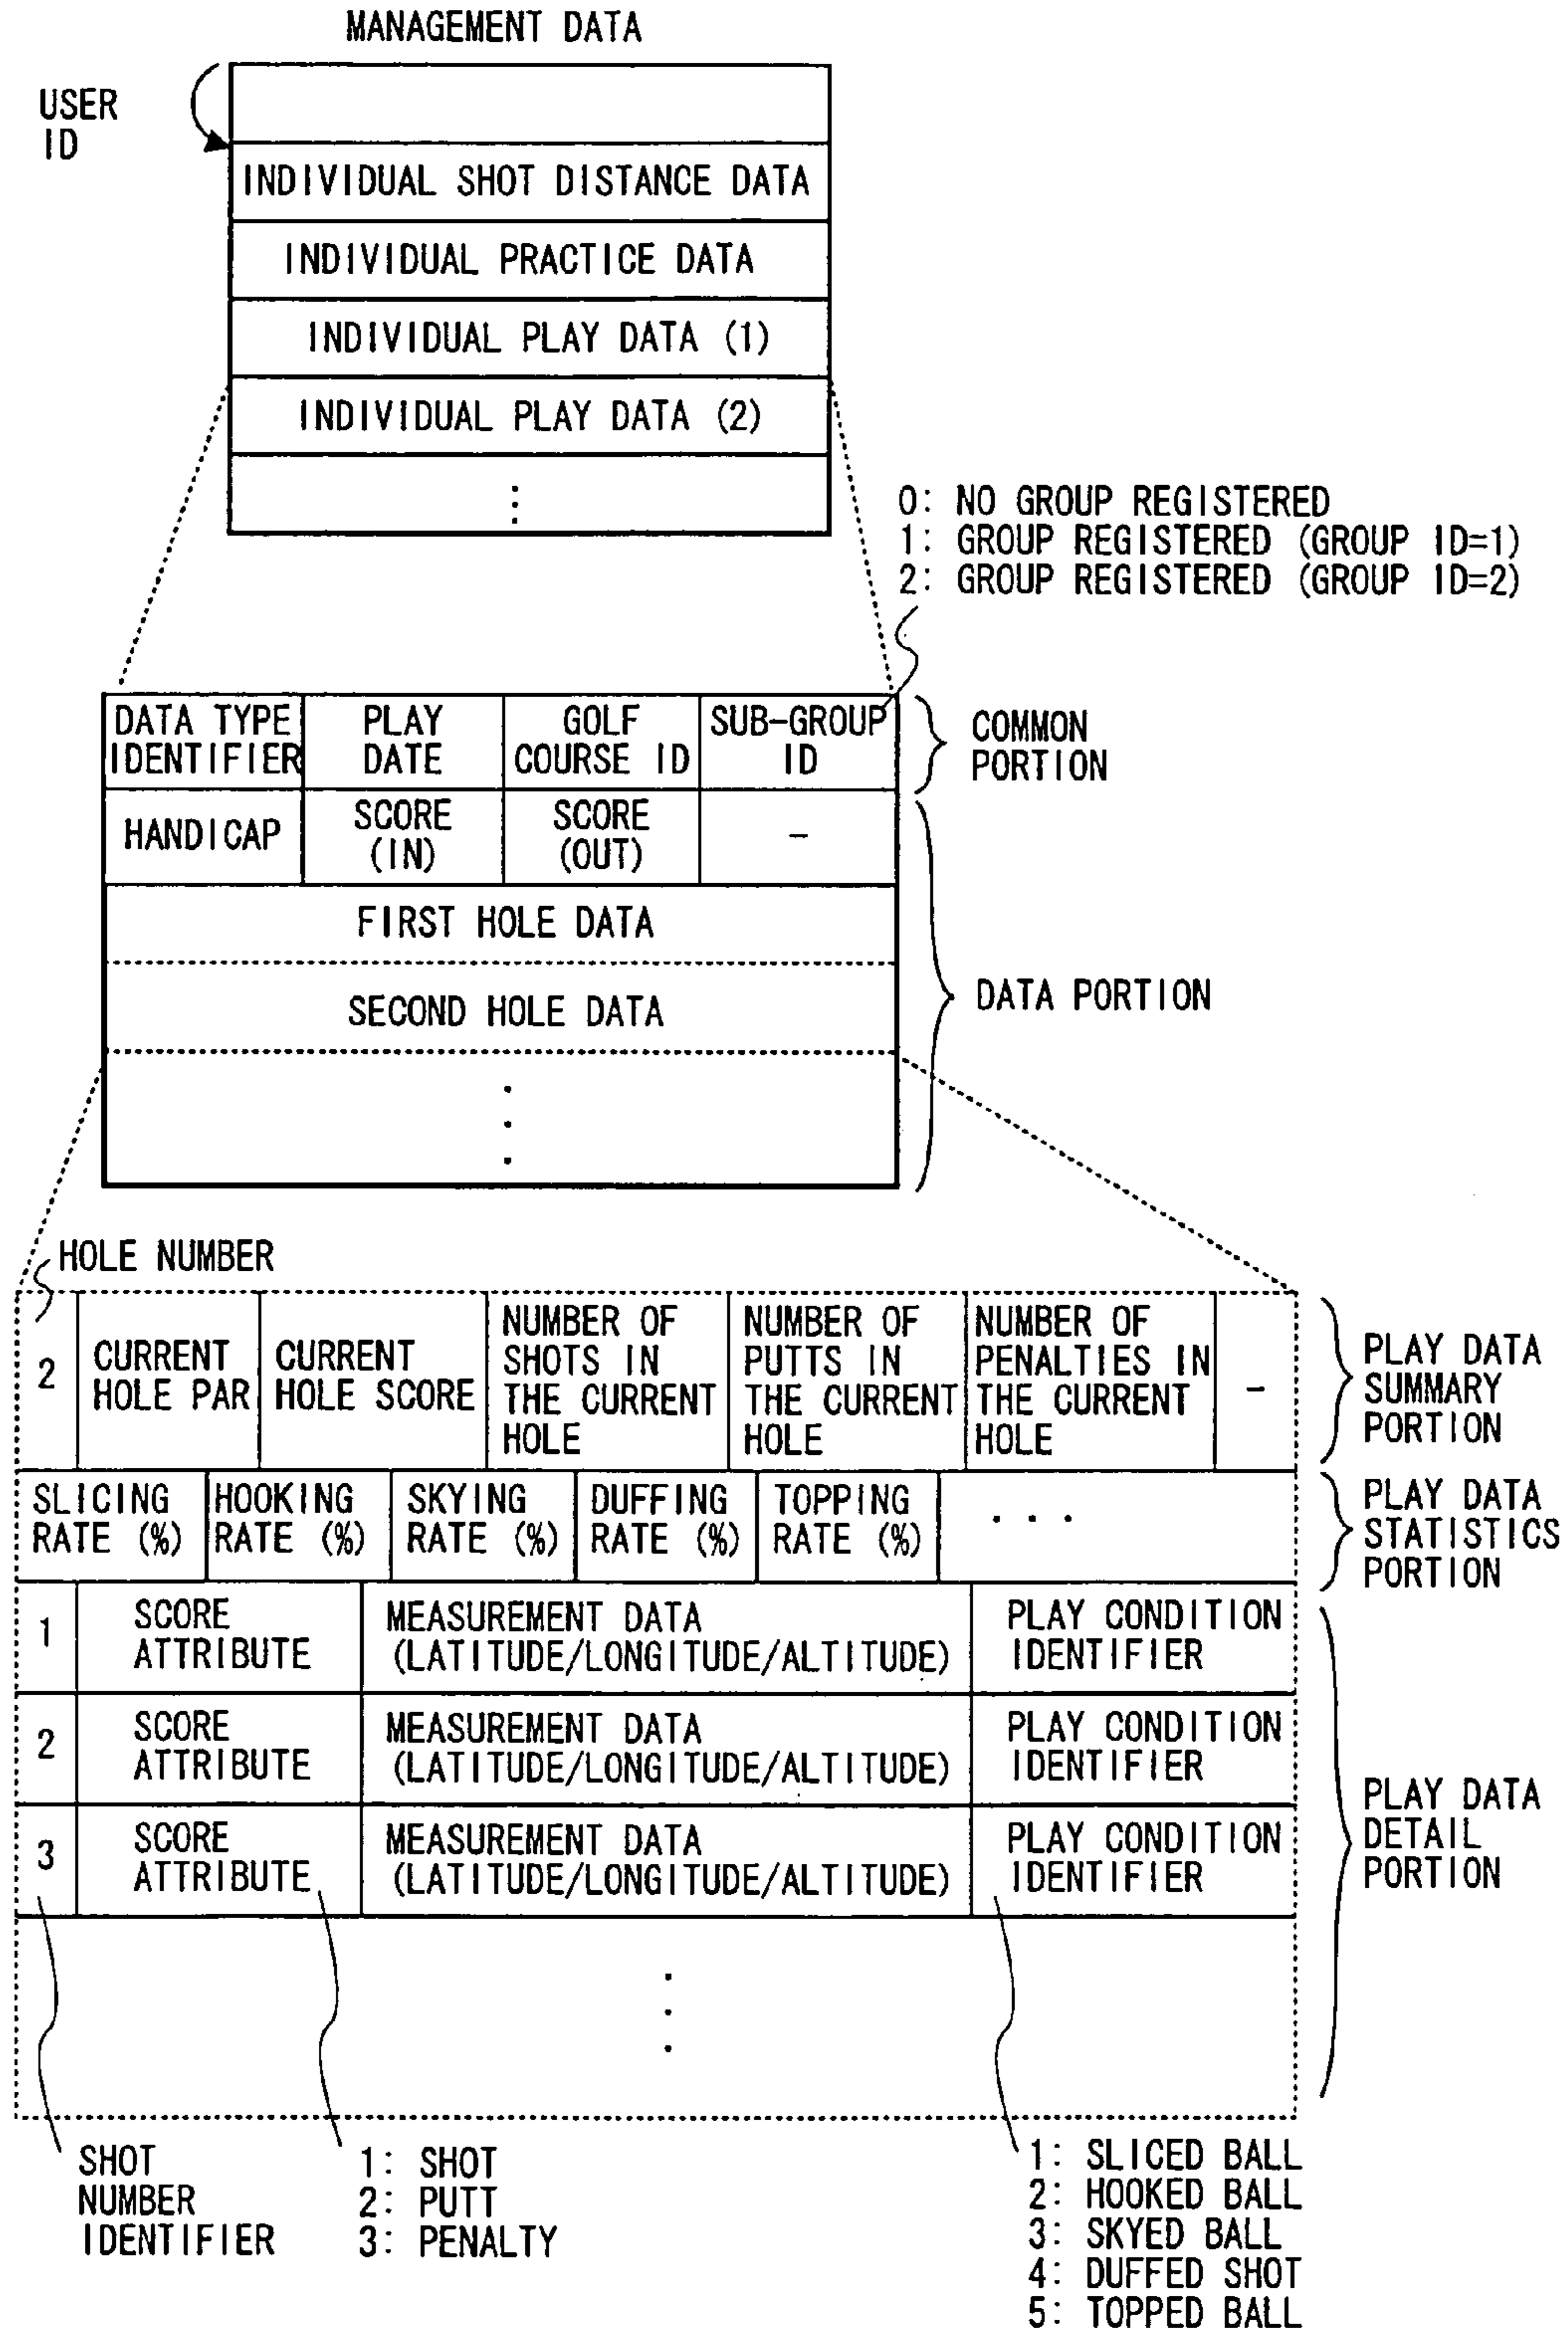 MANAGEMENT DATA
USER
ID
INDIVIDUAL SHOT DISTANCE DATA
INDIVIDUAL PRACTICE DATA
INDIVIDUAL PLAY DATA (1)
INDIVIDUAL PLAY DATA (2)
0: NO GROUP REGISTERED
1: GROUP REGISTERED (GROUP ID=1)
2: GROUP REGISTERED (GROUP ID=2)
DATA TYPE
IDENTIFIER
PLAY
DATE
GOLF
COURSE ID
SUB-GROUP
ID
COMMON
PORTION
HANDICAP
SCORE
(IN)
SCORE
(OUT)
-
FIRST HOLE DATA
SECOND HOLE DATA
DATA PORTION
HOLE NUMBER
2
CURRENT
HOLE PAR
CURRENT
HOLE SCORE
NUMBER OF
SHOTS IN
THE CURRENT
HOLE
NUMBER OF
PUTTS IN
THE CURRENT
HOLE
NUMBER OF
PENALTIES IN
THE CURRENT
HOLE
-
PLAY DATA
SUMMARY
PORTION
SLICING
RATE (%)
HOOKING
RATE (%)
SKYING
RATE (%)
DUFFING
RATE (%)
TOPPING
RATE (%)
...
PLAY DATA
STATISTICS
PORTION
1
SCORE
ATTRIBUTE
MEASUREMENT DATA
(LATITUDE/LONGITUDE/ALTITUDE)
PLAY CONDITION
IDENTIFIER
2
SCORE
ATTRIBUTE
MEASUREMENT DATA
(LATITUDE/LONGITUDE/ALTITUDE)
PLAY CONDITION
IDENTIFIER
3
SCORE
ATTRIBUTE
MEASUREMENT DATA
(LATITUDE/LONGITUDE/ALTITUDE)
PLAY CONDITION
IDENTIFIER
PLAY DATA
DETAIL
PORTION
SHOT
NUMBER
IDENTIFIER
1: SHOT
2: PUTT
3: PENALTY
1: SLICED BALL
2: HOOKED BALL
3: SKYED BALL
4: DUFFED SHOT
5: TOPPED BALL